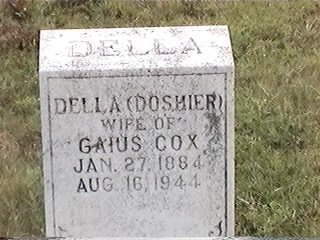 DELLA
DELLA (DOSHIER)
WIFE OF
GAIUS COX
JAN. 27, 1884
AUG. 16, 1944